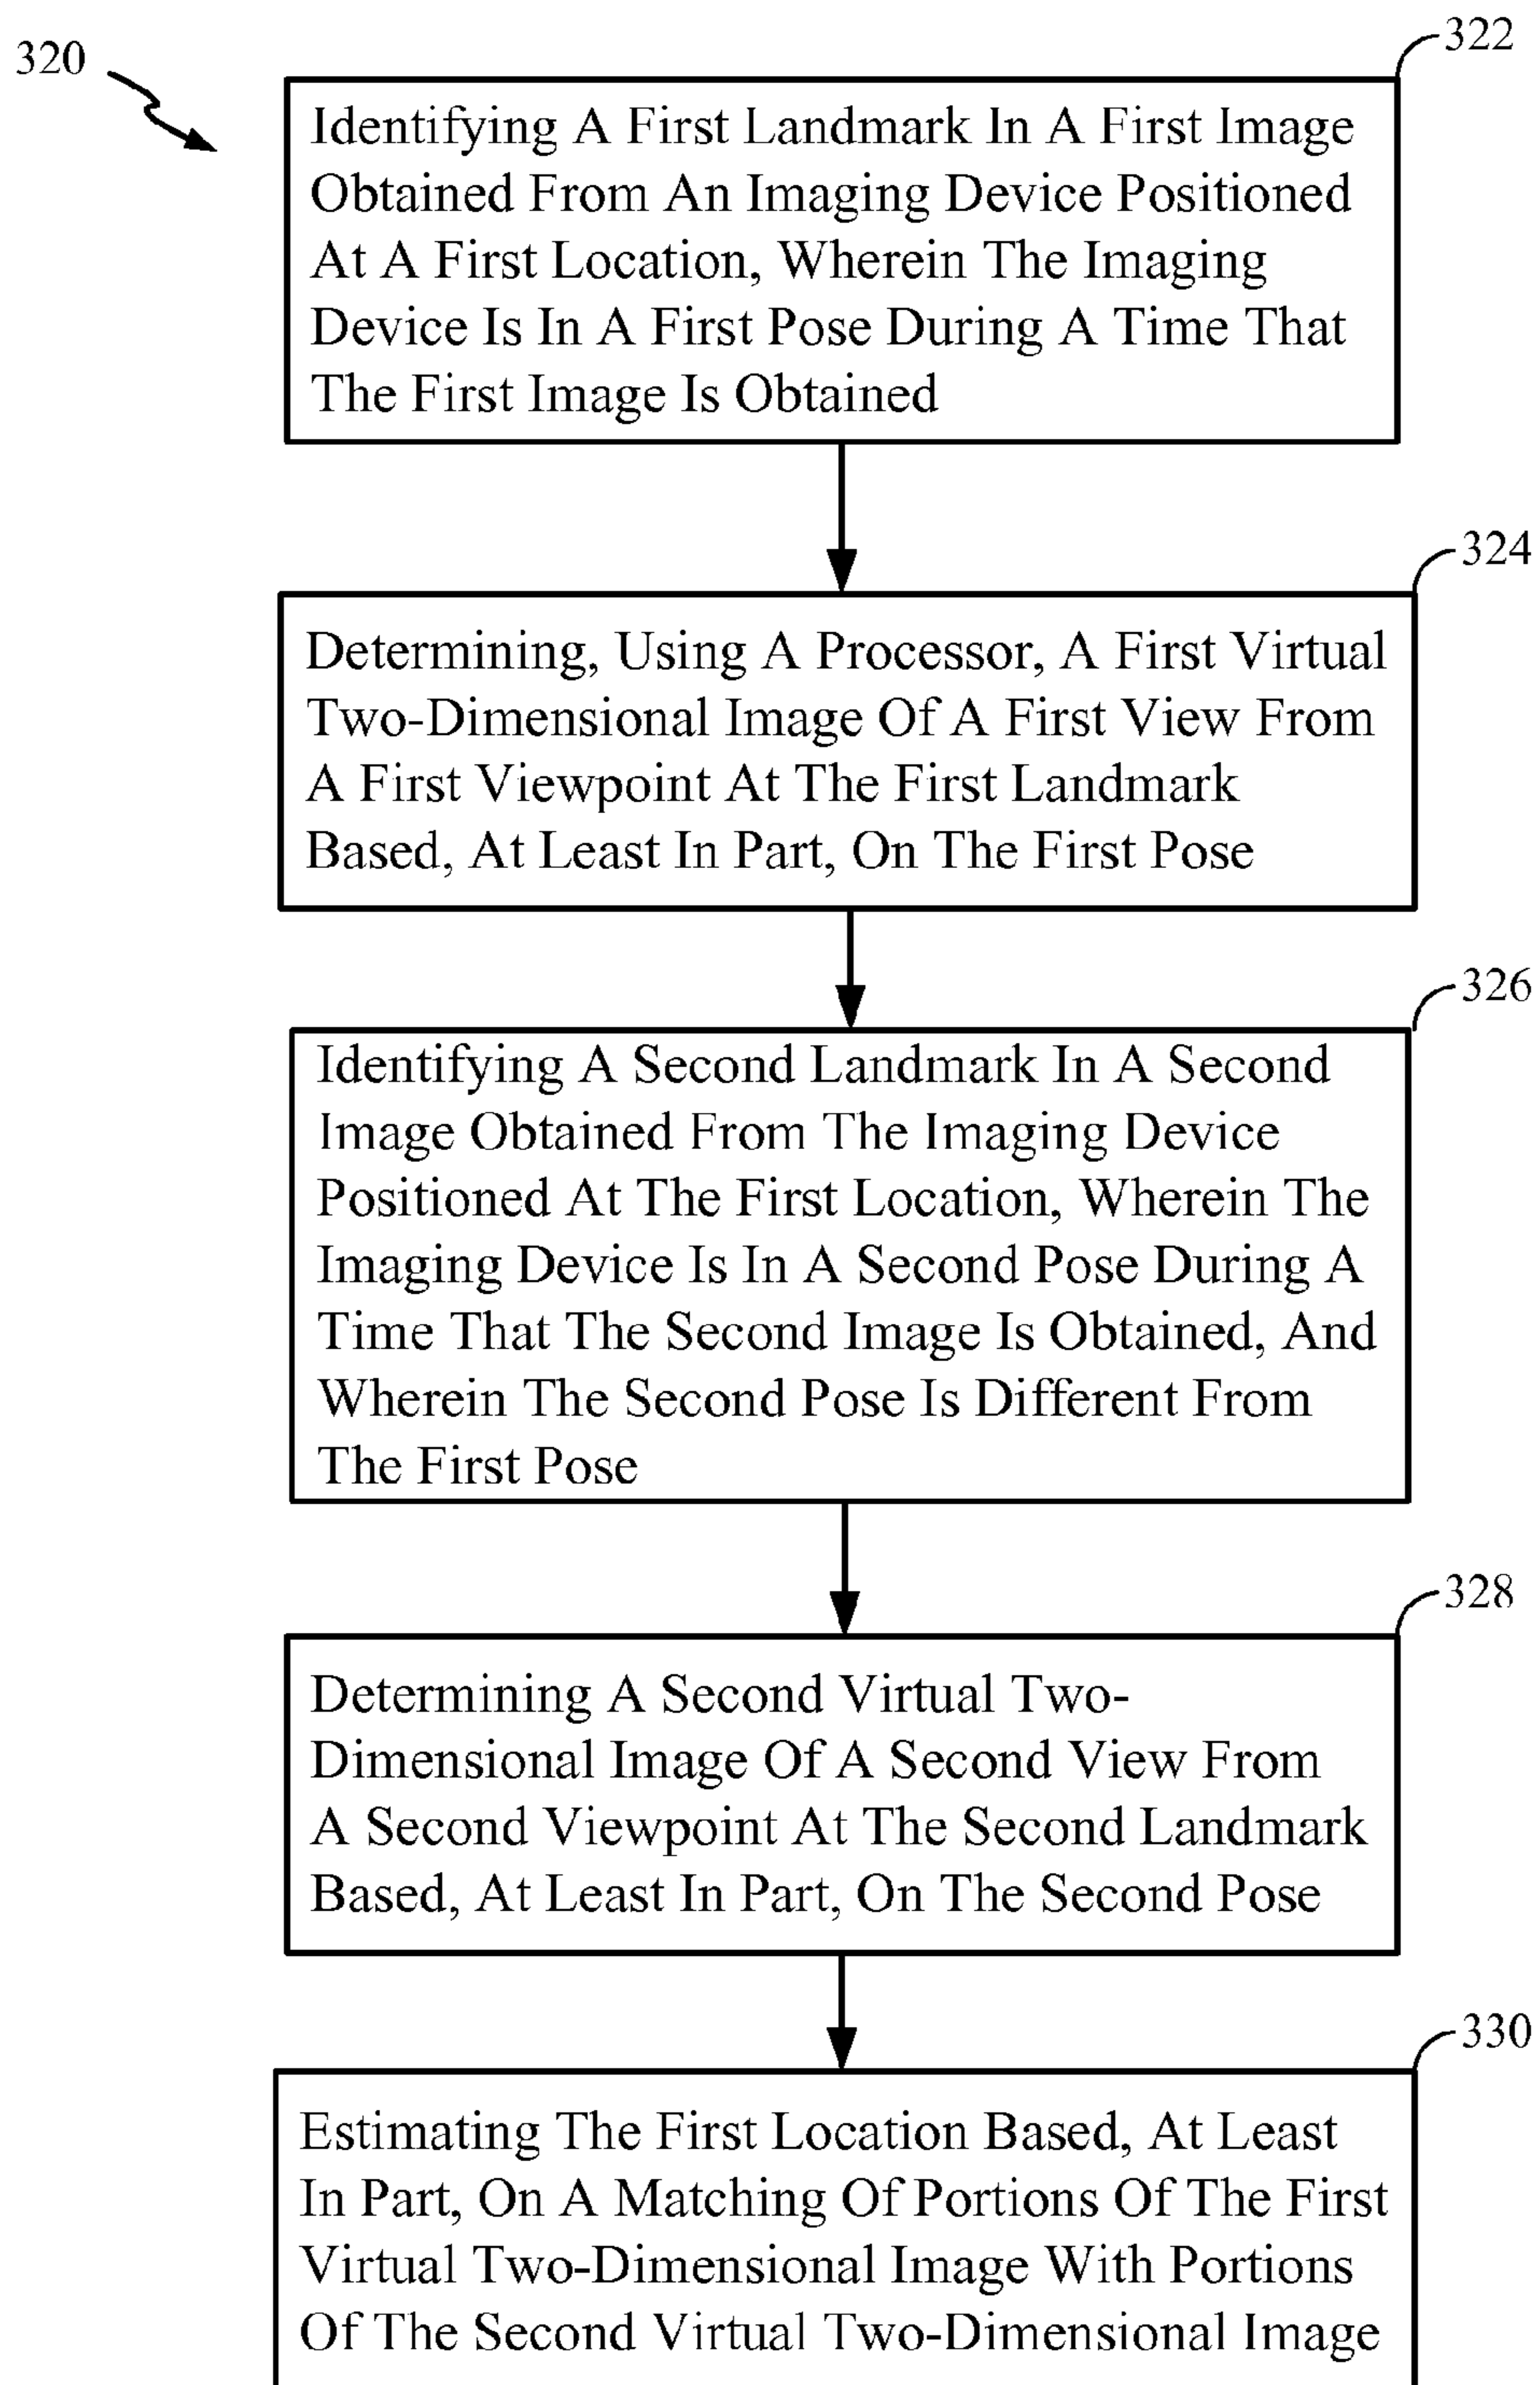 320
322
Identifying A First Landmark In A First Image
Obtained From An Imaging Device Positioned
At A First Location, Wherein The Imaging
Device Is In A First Pose During A Time That
The First Image Is Obtained
324
Determining, Using A Processor, A First Virtual
Two-Dimensional Image Of A First View From
A First Viewpoint At The First Landmark
Based, At Least In Part, On The First Pose
326
Identifying A Second Landmark In A Second
Image Obtained From The Imaging Device
Positioned At The First Location, Wherein The
Imaging Device Is In A Second Pose During A
Time That The Second Image Is Obtained, And
Wherein The Second Pose Is Different From
The First Pose
328
Determining A Second Virtual Two-
Dimensional Image Of A Second View From
A Second Viewpoint At The Second Landmark
Based, At Least In Part, On The Second Pose
330
Estimating The First Location Based, At Least
In Part, On A Matching Of Portions Of The First
Virtual Two-Dimensional Image With Portions
Of The Second Virtual Two-Dimensional Image